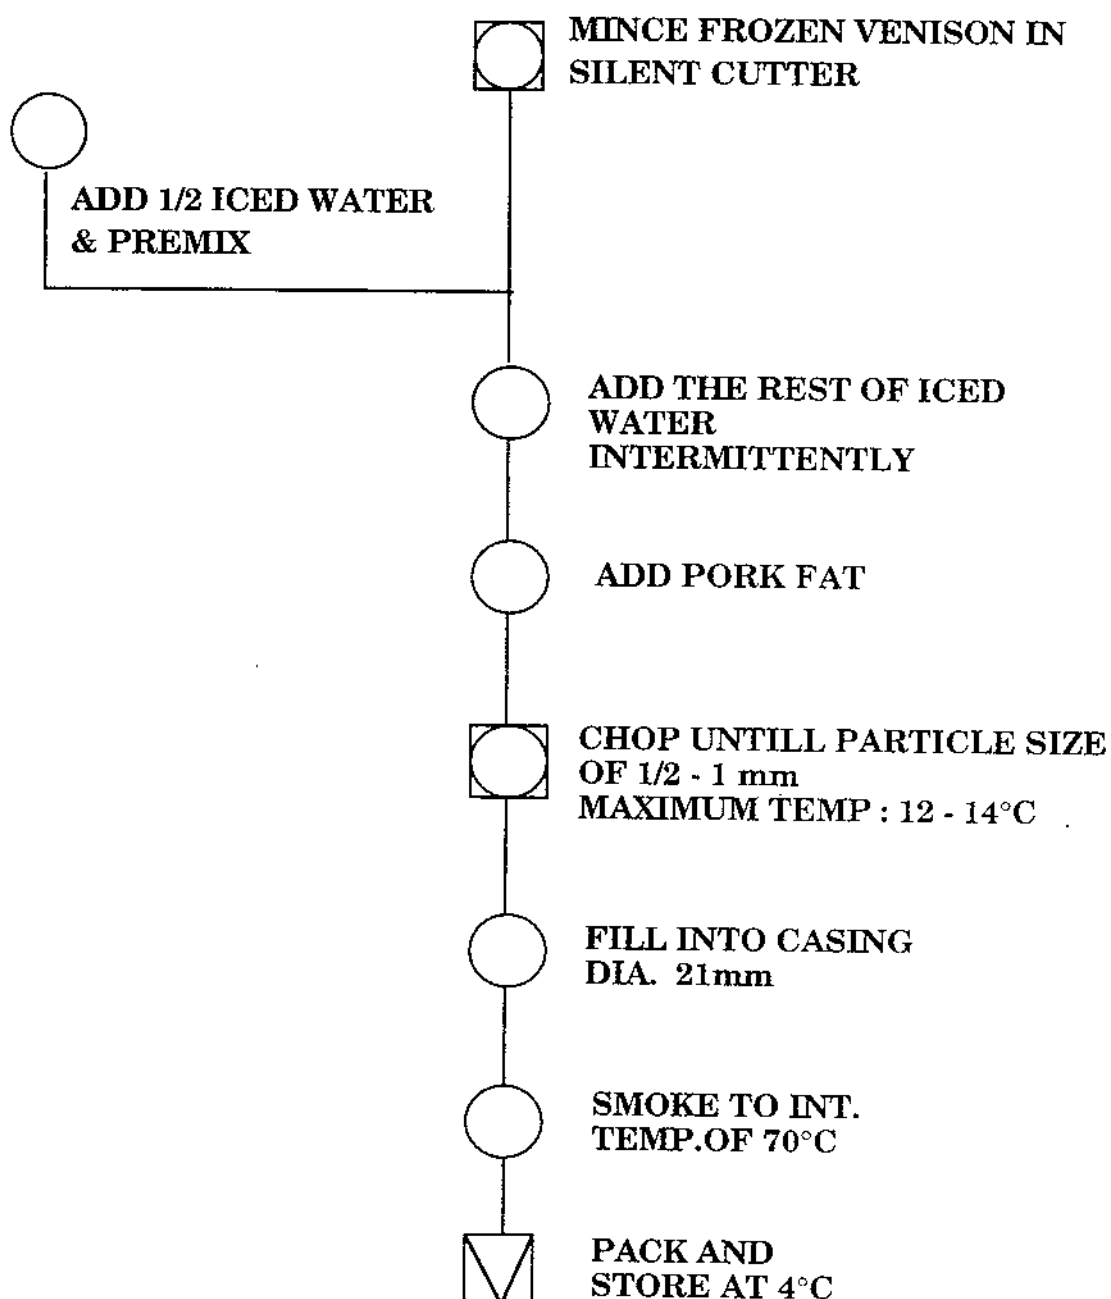 MINCE FROZEN VENISON IN
SILENT CUTTER
ADD 1/2 ICED WATER
& PREMIX
ADD THE REST OF ICED
WATER
INTERMITTENTLY
ADD PORK FAT
CHOP UNTILL PARTICLE SIZE
OF 1/2 - 1 mm
MAXIMUM TEMP : 12 - 14°C
FILL INTO CASING
DIA. 21mm
SMOKE TO INT.
TEMP.OF 70°C
PACK AND
STORE AT 4°C